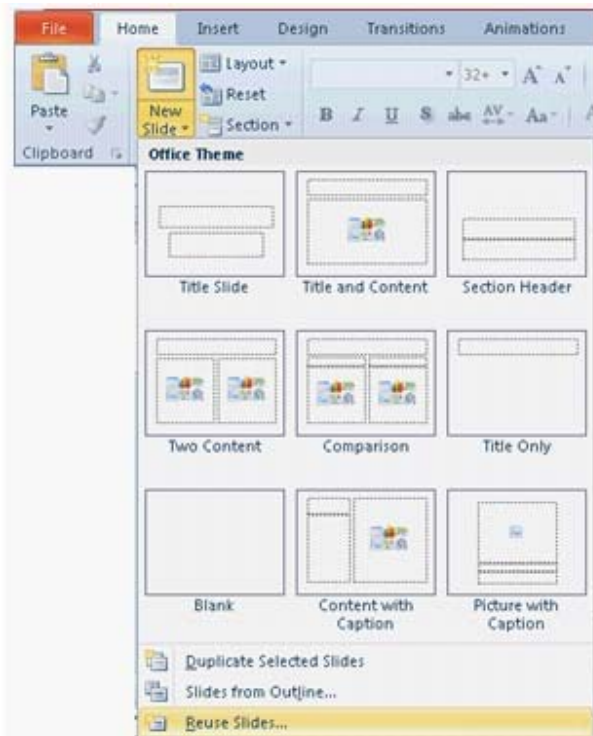 File Home Insert Design Transitions Animations
Layout
32+ A A
Reset
Paste New Slide Section B I U S abc AV Aa A
Clipboard
Office Theme
Title Slide Title and Content Section Header
Two Content Comparison Title Only
Blank Content with Caption Picture with Caption
Duplicate Selected Slides
Slides from Outline...
Reuse Slides...